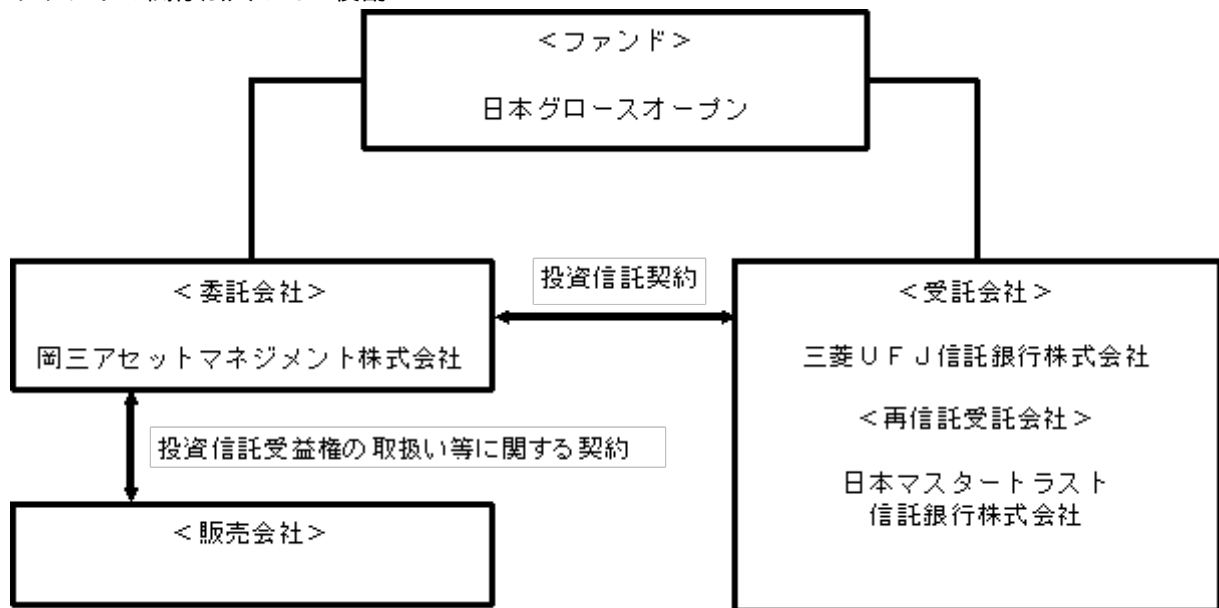 ＜ファンド＞
日本グロースオープン
＜委託会社＞
岡三アセットマネジメント株式会社
投資信託契約
＜受託会社＞
三菱ＵＦＪ信託銀行株式会社
＜再信託受託会社＞
日本マスタートラスト
信託銀行株式会社
投資信託受益権の取扱い等に関する契約
＜販売会社＞